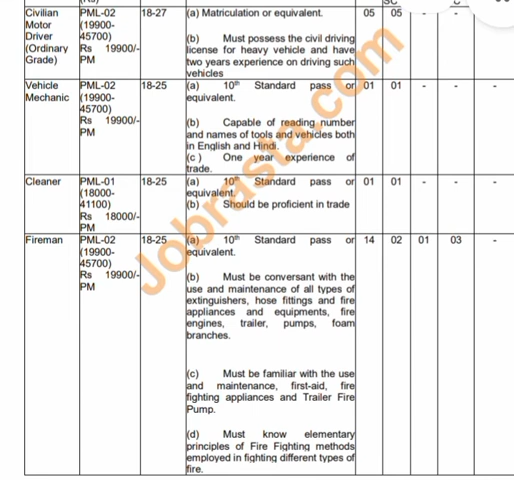 (Rs)
SC
C
Civilian Motor Driver (Ordinary Grade)
PML-02 (19900-45700) Rs 19900/- PM
18-27
(a) Matriculation or equivalent.
(b) Must possess the civil driving
license for heavy vehicle and have
two years experience on driving such
vehicles
05 05 - -
Vehicle Mechanic
PML-02 (19900-45700) Rs 19900/- PM
18-25
(a) 10th Standard pass or
equivalent.
(b) Capable of reading number
and names of tools and vehicles both
in English and Hindi.
(c ) One year experience of
trade.
01 01 - - -
Cleaner
PML-01 (18000-41100) Rs 18000/- PM
18-25
(a) 10th Standard pass or
equivalent.
(b) Should be proficient in trade
01 01 - - -
Fireman
PML-02 (19900-45700) Rs 19900/- PM
18-25
(a) 10th Standard pass or
equivalent.
(b) Must be conversant with the
use and maintenance of all types of
extinguishers, hose fittings and fire
appliances and equipments, fire
engines, trailer, pumps, foam
branches.
(c) Must be familiar with the use
and maintenance, first-aid, fire
fighting appliances and Trailer Fire
Pump.
(d) Must know elementary
principles of Fire Fighting methods
employed in fighting different types of
fire.
14 02 01 03 -
Jobrasta.com